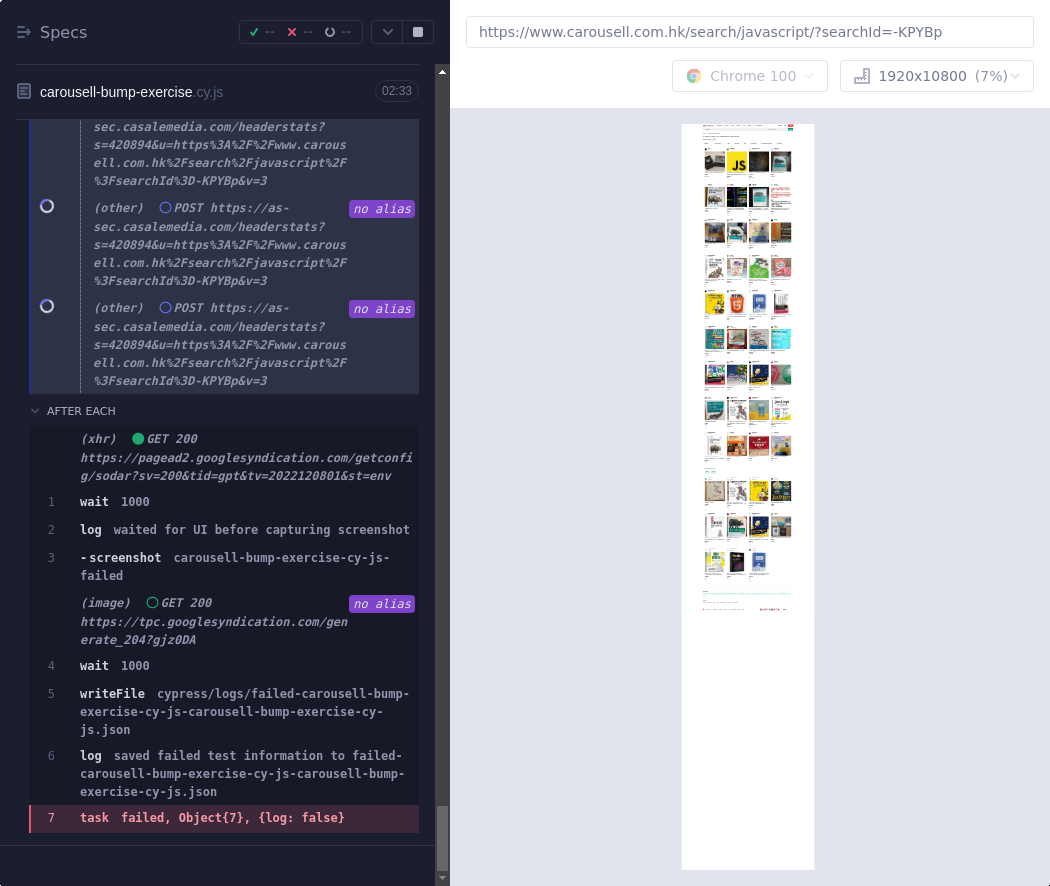 Specs
-- -- --
https://www.carousell.com.hk/search/javascript/?searchId=-KPYBp
Chrome 100
1920x10800 (7%)
carousell-bump-exercise.cy.js
02:33
sec.casalemedia.com/headerstats?
s=420894&u=https%3A%2F%2Fwww.carous
ell.com.hk%2Fsearch%2Fjavascript%2F
%3FsearchId%3D-KPYBp&v=3
(other) POST https://as- no alias
sec.casalemedia.com/headerstats?
s=420894&u=https%3A%2F%2Fwww.carous
ell.com.hk%2Fsearch%2Fjavascript%2F
%3FsearchId%3D-KPYBp&v=3
(other) POST https://as- no alias
sec.casalemedia.com/headerstats?
s=420894&u=https%3A%2F%2Fwww.carous
ell.com.hk%2Fsearch%2Fjavascript%2F
%3FsearchId%3D-KPYBp&v=3
AFTER EACH
(xhr) GET 200
https://pagead2.googlesyndication.com/getconfi
g/sodar?sv=200&tid=gpt&tv=2022120801&st=env
1 wait 1000
2 log waited for UI before capturing screenshot
3 -screenshot carousell-bump-exercise-cy-js-
failed
(image) GET 200 no alias
https://tpc.googlesyndication.com/gen
erate_204?gjz0DA
4 wait 1000
5 writeFile cypress/logs/failed-carousell-bump-
exercise-cy-js-carousell-bump-exercise-cy-
js.json
6 log saved failed test information to failed-
carousell-bump-exercise-cy-js-carousell-bump-
exercise-cy-js.json
7 task failed, Object{7}, {log: false}
JS